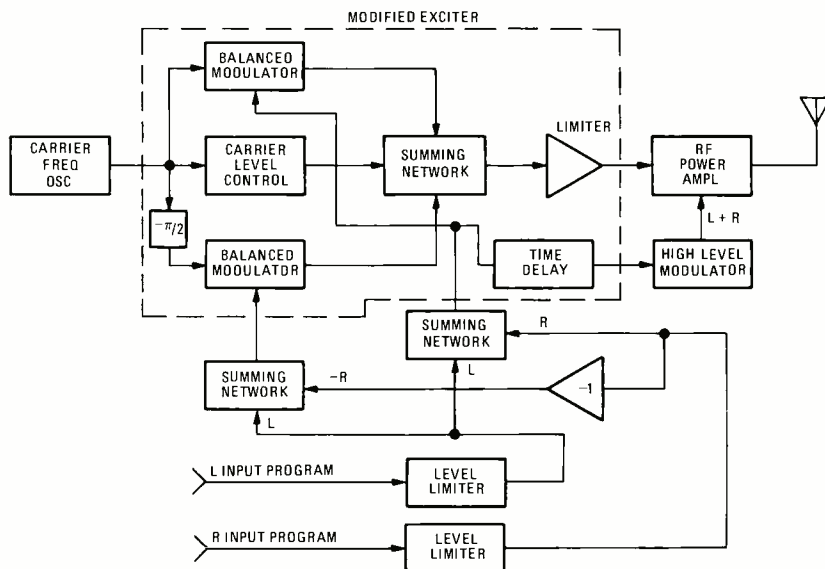 MODIFIED EXCITER
BALANCED
MODULATOR
LIMITER
CARRIER
FREQ
OSC
CARRIER
LEVEL
CONTROL
SUMMING
NETWORK
RF
POWER
AMPL
L + R
−π/2
BALANCED
MODULATOR
TIME
DELAY
HIGH LEVEL
MODULATOR
SUMMING
NETWORK
R
SUMMING
NETWORK
−R
L
−1
L
L INPUT PROGRAM
LEVEL
LIMITER
R INPUT PROGRAM
LEVEL
LIMITER